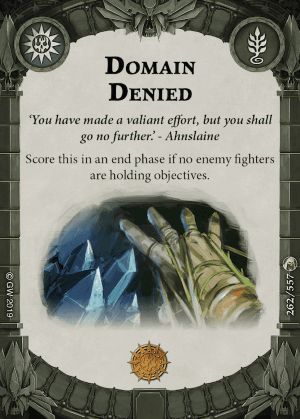 DOMAIN
DENIED
‘You have made a valiant effort, but you shall
go no further.’ - Ahnslaine
Score this in an end phase if no enemy fighters
are holding objectives.
© GW 2019
262/557